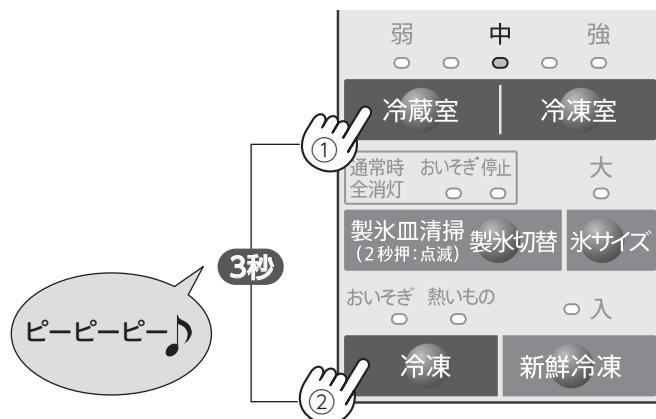 弱 中 強
冷蔵室 冷凍室
①
通常時 おいそぎ 停止 大
全消灯
製氷皿清掃 製氷切替 氷サイズ
(2秒押:点滅)
3秒
おいそぎ 熱いもの 入
ピーピーピー♪
冷凍 新鮮冷凍
②